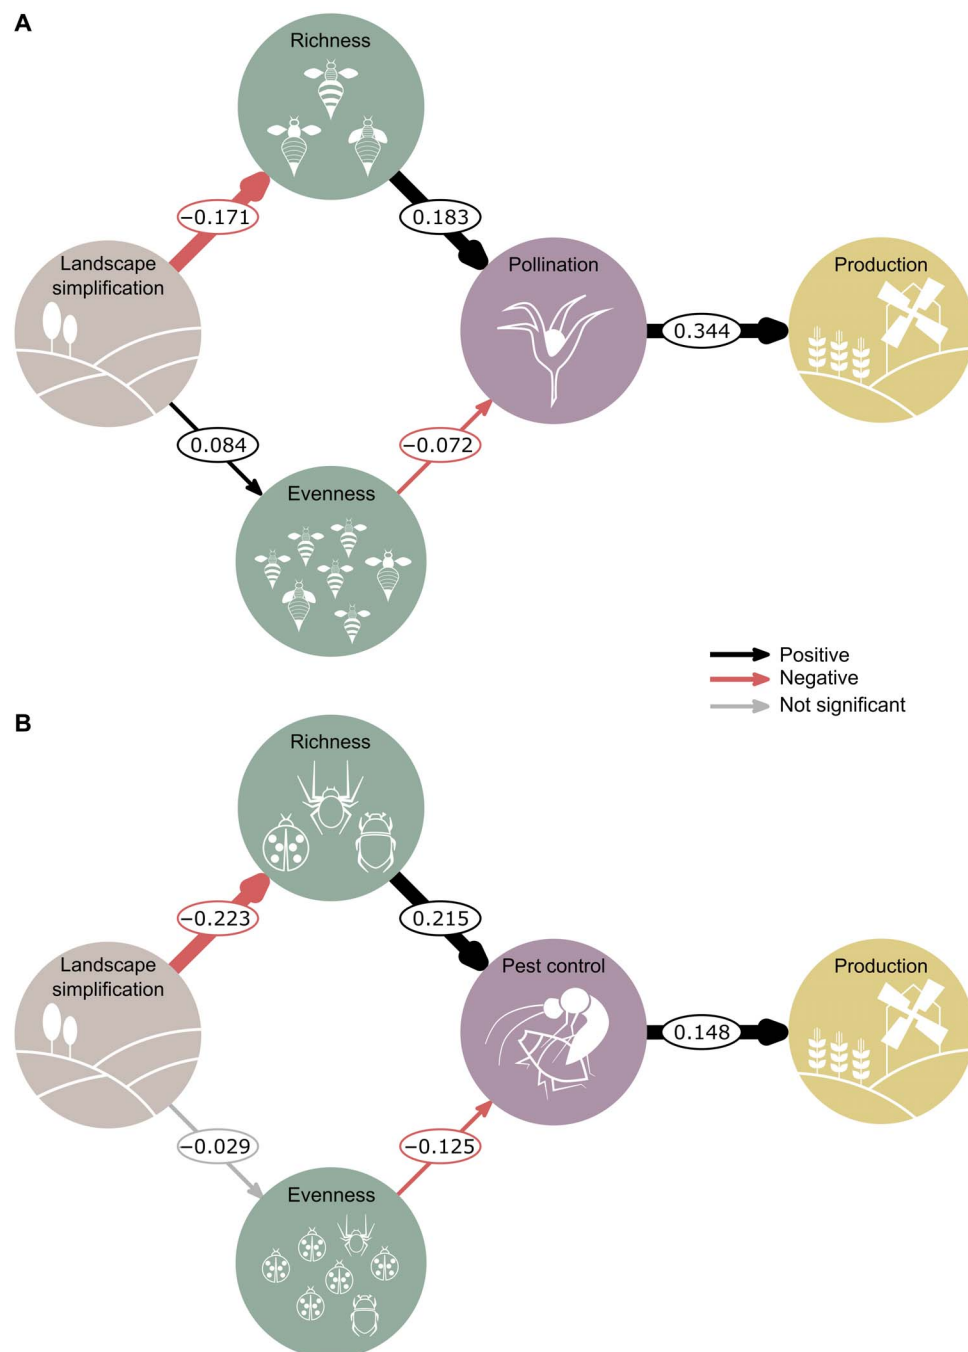 A
Richness
−0.171
0.183
Landscape
simplification
Pollination
Production
0.344
0.084
−0.072
Evenness
Positive
Negative
Not significant
B
Richness
−0.223
0.215
Landscape
simplification
Pest control
Production
0.148
−0.029
−0.125
Evenness